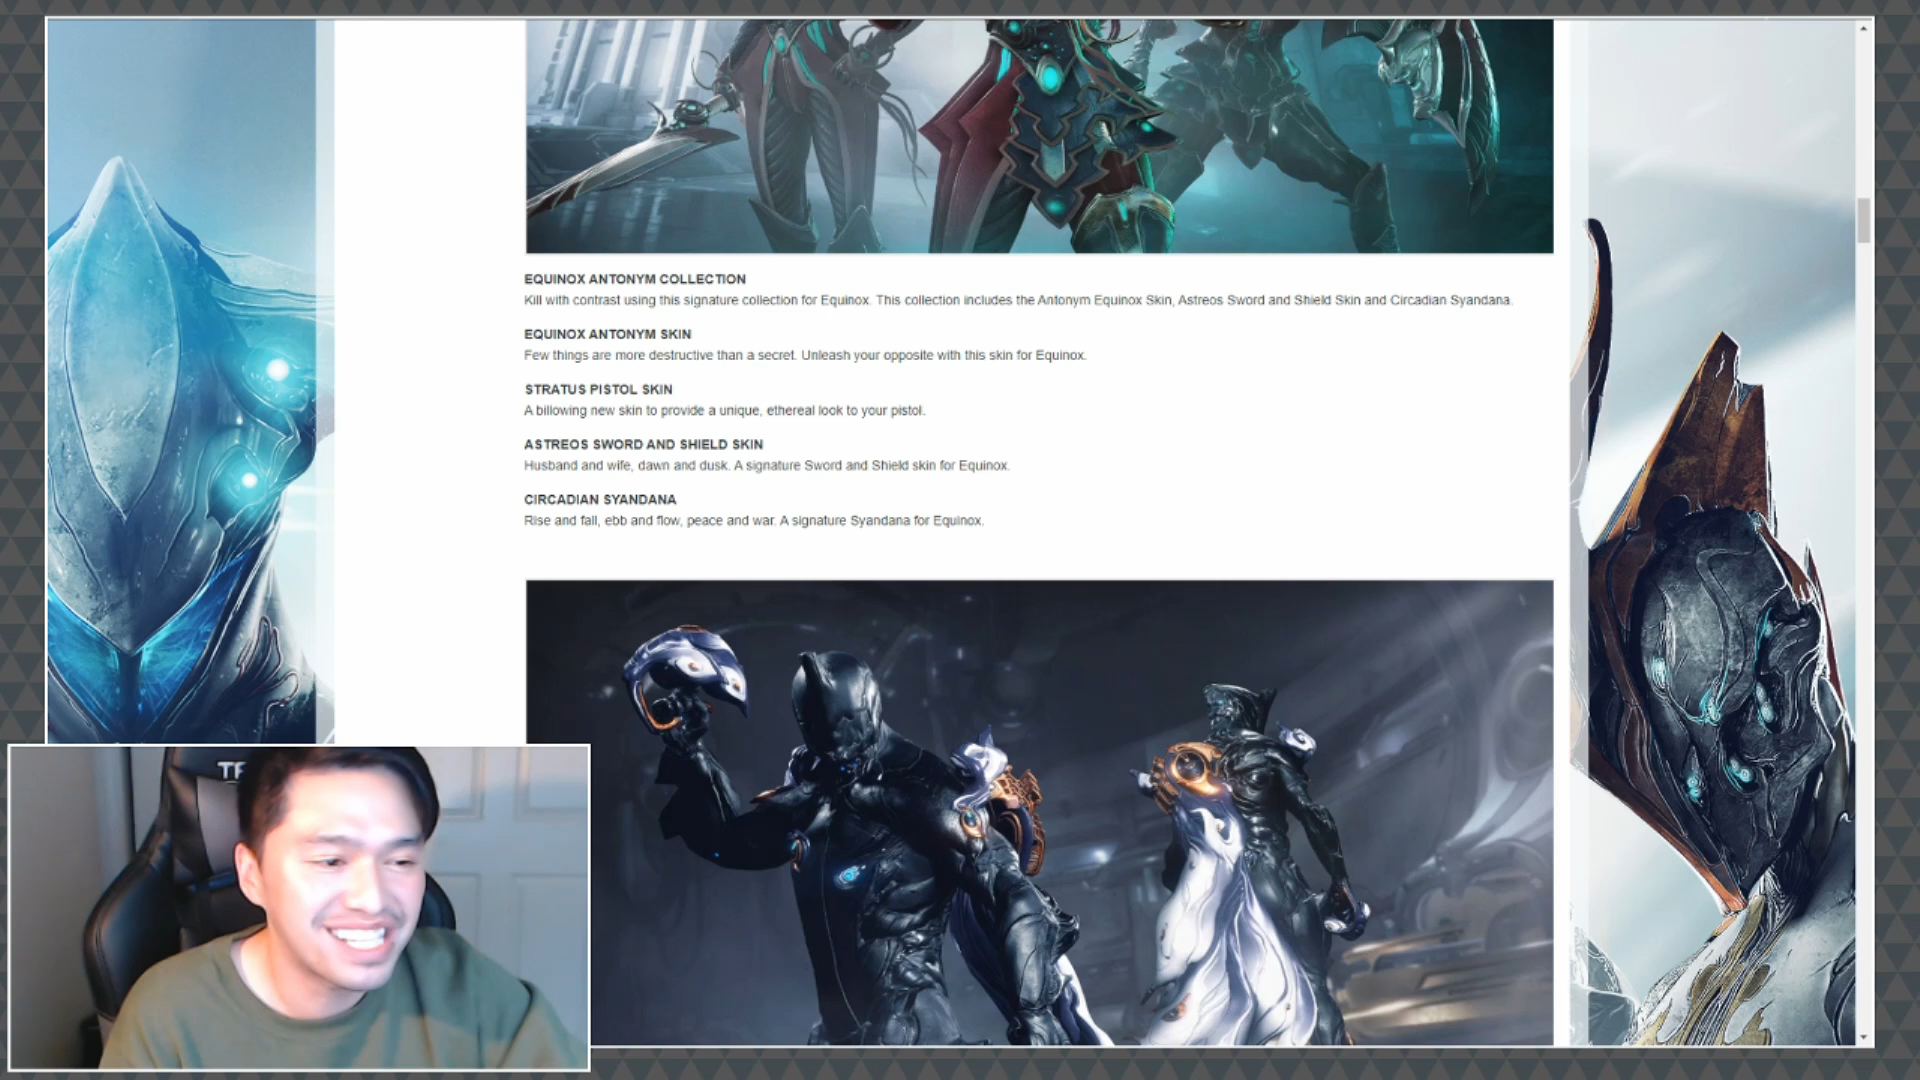 EQUINOX ANTONYM COLLECTION
Kill with contrast using this signature collection for Equinox. This collection includes the Antonym Equinox Skin, Astreos Sword and Shield Skin and Circadian Syandana.
EQUINOX ANTONYM SKIN
Few things are more destructive than a secret. Unleash your opposite with this skin for Equinox.
STRATUS PISTOL SKIN
A billowing new skin to provide a unique, ethereal look to your pistol.
ASTREOS SWORD AND SHIELD SKIN
Husband and wife, dawn and dusk. A signature Sword and Shield skin for Equinox.
CIRCADIAN SYANDANA
Rise and fall, ebb and flow, peace and war. A signature Syandana for Equinox.